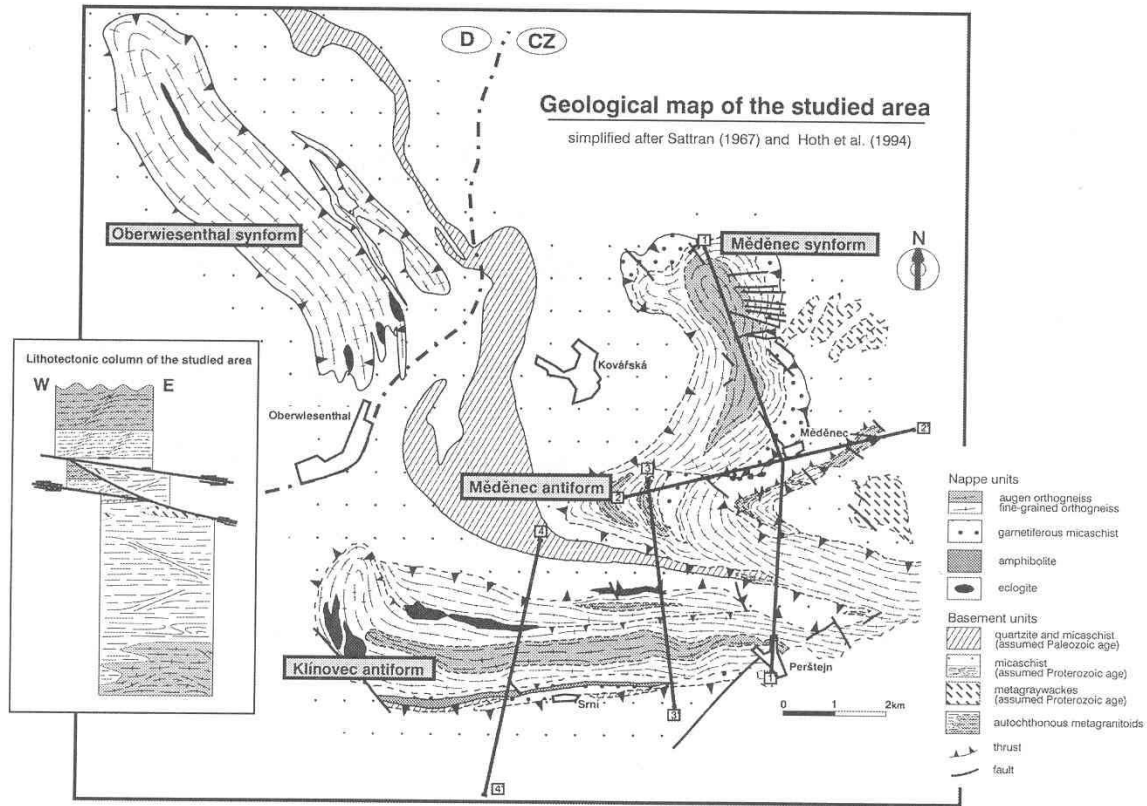 D
CZ
Geological map of the studied area
simplified after Sattran (1967) and Hoth et al. (1994)
Oberwiesenthal synform
1
Měděnec synform
N
Lithotectonic column of the studied area
W
E
Kovářská
Oberwiesenthal
Měděnec
2'
3
Měděnec antiform
2
4
Klínovec antiform
Perštejn
1'
Srní
3'
0 1 2km
4'
Nappe units
augen orthogneiss
fine-grained orthogneiss
garnetiferous micaschist
amphibolite
eclogite
Basement units
quartzite and micaschist
(assumed Paleozoic age)
micaschist
(assumed Proterozoic age)
metagraywackes
(assumed Proterozoic age)
autochthonous metagranitoids
thrust
fault